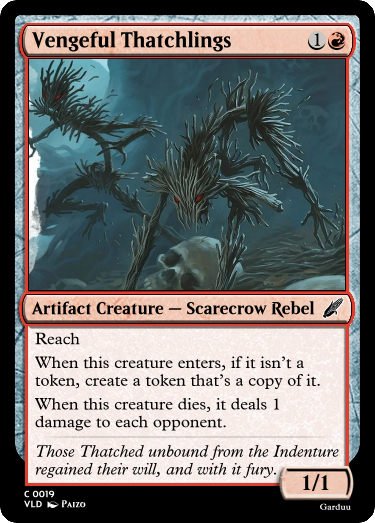 Vengeful Thatchlings 1
Artifact Creature — Scarecrow Rebel
Reach
When this creature enters, if it isn't a
token, create a token that's a copy of it.
When this creature dies, it deals 1
damage to each opponent.
Those Thatched unbound from the Indenture
regained their will, and with it fury.
1/1
C 0019
VLD Paizo
Garduu